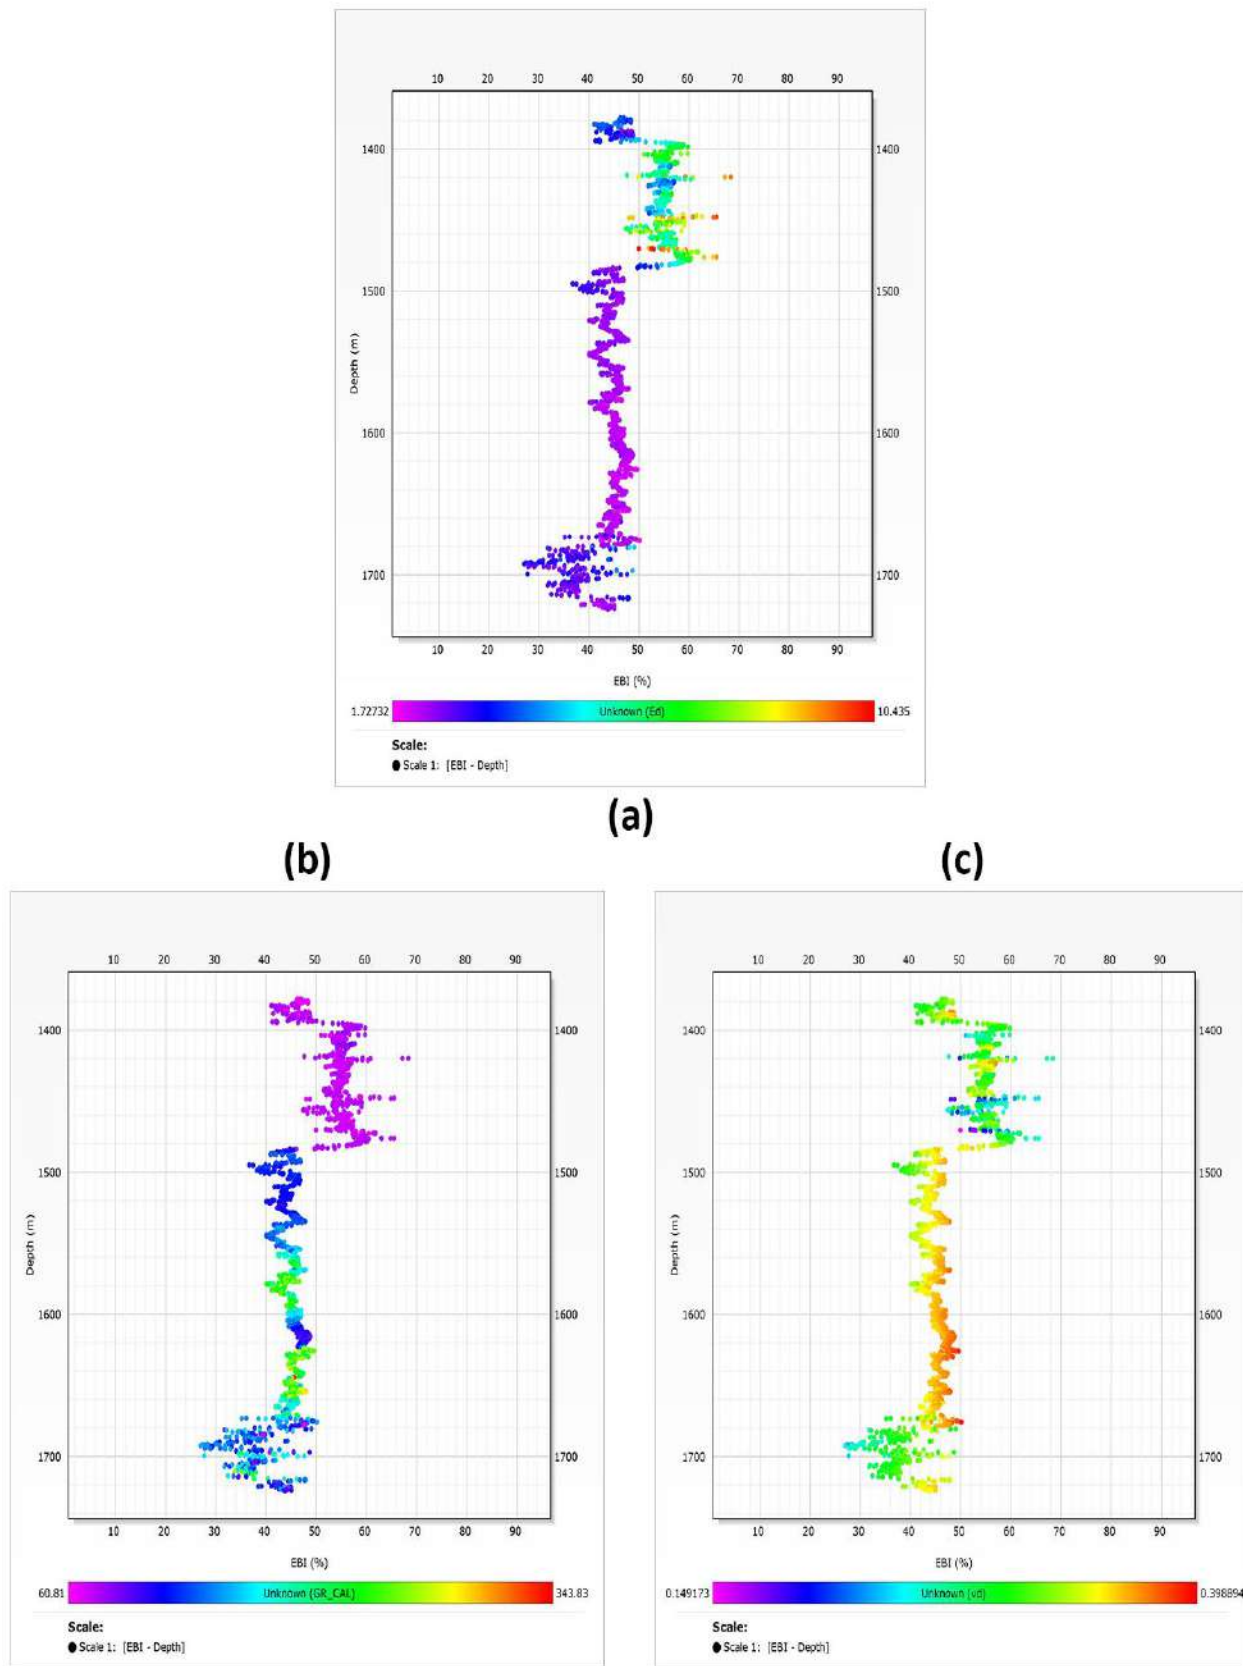 10 20 30 40 50 60 70 80 90
1400 1400
1500 1500
Depth (m)
1600 1600
1700 1700
10 20 30 40 50 60 70 80 90
EBI (%)
1.72732 Unknown (Ed) 10.435
Scale:
Scale 1: [EBI - Depth]
(a)
(b)
(c)
10 20 30 40 50 60 70 80 90
1400 1400
1500 1500
Depth (m)
1600 1600
1700 1700
10 20 30 40 50 60 70 80 90
EBI (%)
60.81 Unknown (GR_CAL) 343.83
Scale:
Scale 1: [EBI - Depth]
10 20 30 40 50 60 70 80 90
1400 1400
1500 1500
Depth (m)
1600 1600
1700 1700
10 20 30 40 50 60 70 80 90
EBI (%)
0.149173 Unknown (vd) 0.398894
Scale:
Scale 1: [EBI - Depth]